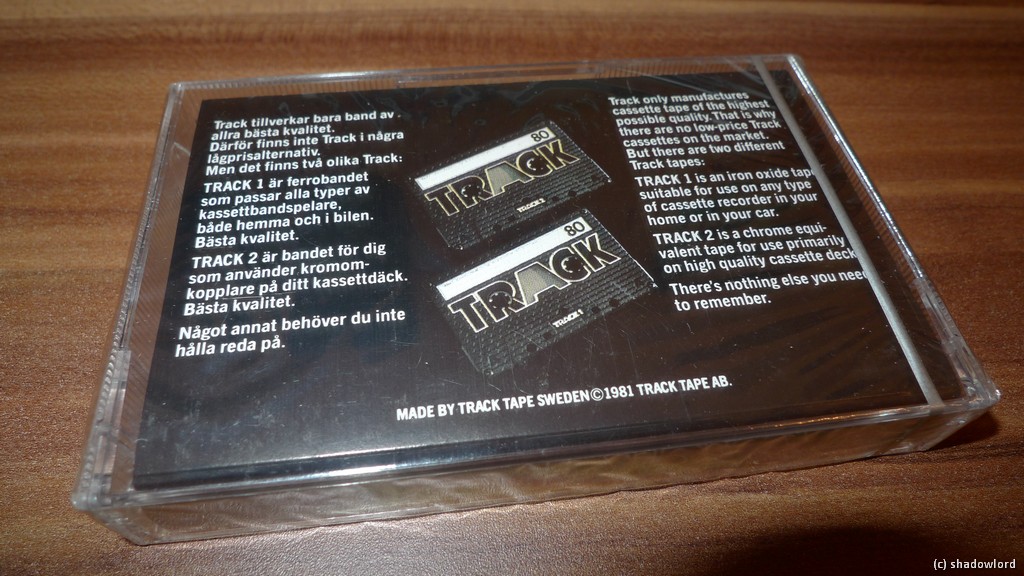 Track tillverkar bara band av
allra bästa kvalitet.
Därför finns inte Track i några
lågprisalternativ.
Men det finns två olika Track:
TRACK 1 är ferrobandet
som passar alla typer av
kassettbandspelare,
både hemma och i bilen.
Bästa kvalitet.
TRACK 2 är bandet för dig
som använder kromom-
kopplare på ditt kassettdäck.
Bästa kvalitet.
Något annat behöver du inte
hålla reda på.
80
TRACK
TRACK 2
80
TRACK
TRACK 1
Track only manufactures
cassette tape of the highest
possible quality. That is why
there are no low-price Track
cassettes on the market.
But there are two different
Track tapes:
TRACK 1 is an iron oxide tape
suitable for use on any type
of cassette recorder in your
home or in your car.
TRACK 2 is a chrome equi-
valent tape for use primarily
on high quality cassette deck
There's nothing else you need
to remember.
MADE BY TRACK TAPE SWEDEN © 1981 TRACK TAPE AB.
(c) shadowlord